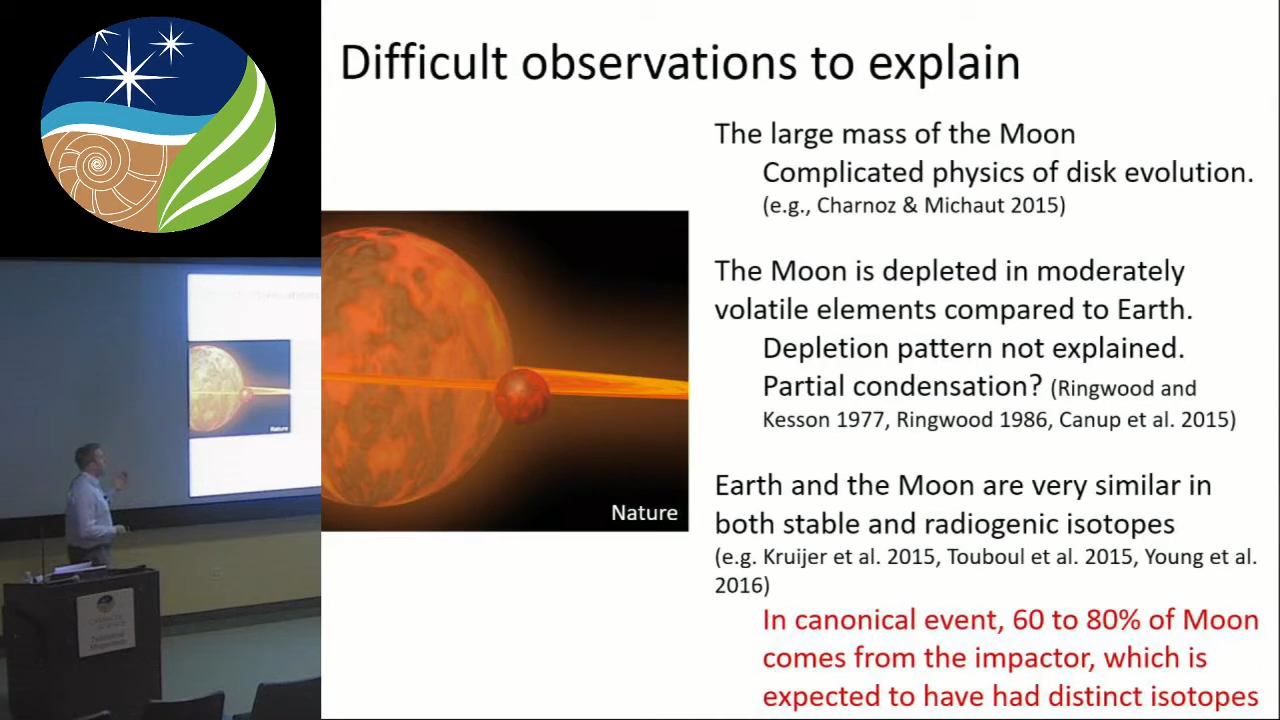 Difficult observations to explain
The large mass of the Moon
Complicated physics of disk evolution.
(e.g., Charnoz & Michaut 2015)
The Moon is depleted in moderately
volatile elements compared to Earth.
Depletion pattern not explained.
Partial condensation? (Ringwood and
Kesson 1977, Ringwood 1986, Canup et al. 2015)
Nature
Earth and the Moon are very similar in
both stable and radiogenic isotopes
(e.g. Kruijer et al. 2015, Touboul et al. 2015, Young et al.
2016)
In canonical event, 60 to 80% of Moon
comes from the impactor, which is
expected to have had distinct isotopes
Nature